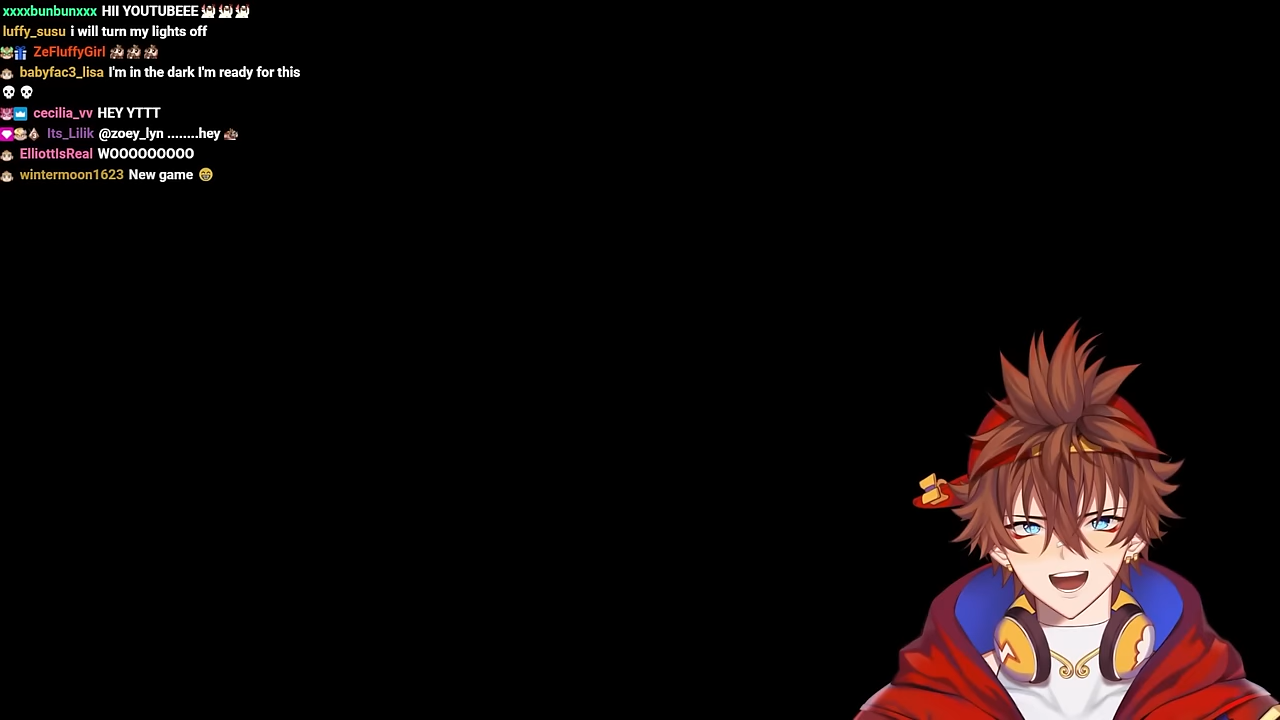 xxxxbunbunxxx HII YOUTUBEEE
luffy_susu i will turn my lights off
ZeFluffyGirl
babyfac3_lisa I'm in the dark I'm ready for this
💀 💀
cecilia_vv HEY YTTT
Its_Lilik @zoey_lyn ........hey
ElliottIsReal WOOOOOOOOO
wintermoon1623 New game 😁